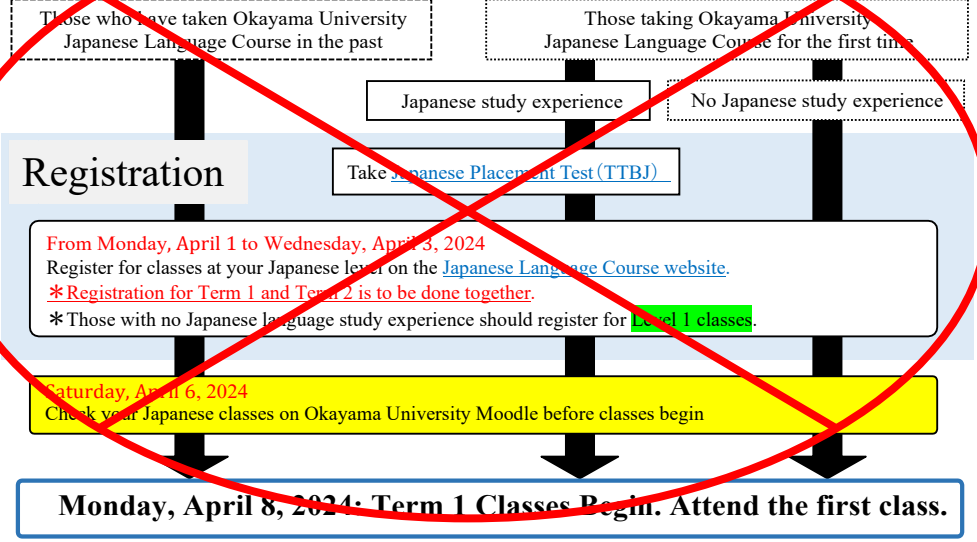 Those who have taken Okayama University
Japanese Language Course in the past
Those taking Okayama University
Japanese Language Course for the first time
Japanese study experience
No Japanese study experience
Registration
Take Japanese Placement Test（TTBJ）
From Monday, April 1 to Wednesday, April 3, 2024
Register for classes at your Japanese level on the Japanese Language Course website.
＊Registration for Term 1 and Term 2 is to be done together.
＊Those with no Japanese language study experience should register for Level 1 classes.
Saturday, April 6, 2024
Check your Japanese classes on Okayama University Moodle before classes begin
Monday, April 8, 2024: Term 1 Classes Begin. Attend the first class.